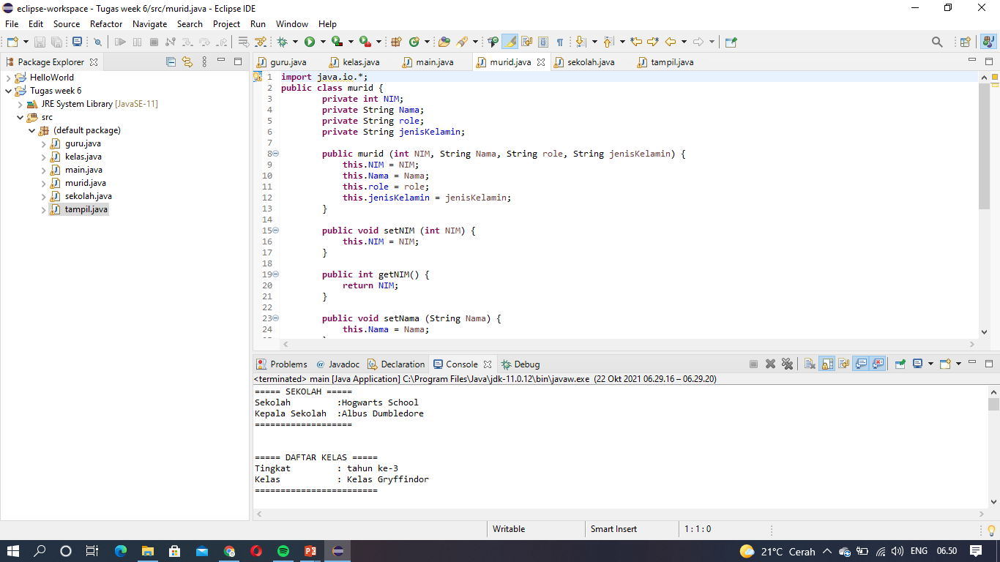 eclipse-workspace - Tugas week 6/src/murid.java - Eclipse IDE
File Edit Source Refactor Navigate Search Project Run Window Help
Package Explorer
HelloWorld
Tugas week 6
JRE System Library [JavaSE-11]
src
(default package)
guru.java
kelas.java
main.java
murid.java
sekolah.java
tampil.java
guru.java kelas.java main.java murid.java sekolah.java tampil.java
1 import java.io.*;
2 public class murid {
3 private int NIM;
4 private String Nama;
5 private String role;
6 private String jenisKelamin;
7
8 public murid (int NIM, String Nama, String role, String jenisKelamin) {
9 this.NIM = NIM;
10 this.Nama = Nama;
11 this.role = role;
12 this.jenisKelamin = jenisKelamin;
13 }
14
15 public void setNIM (int NIM) {
16 this.NIM = NIM;
17 }
18
19 public int getNIM() {
20 return NIM;
21 }
22
23 public void setNama (String Nama) {
24 this.Nama = Nama;
Problems @ Javadoc Declaration Console Debug
<terminated> main [Java Application] C:\Program Files\Java\jdk-11.0.12\bin\javaw.exe (22 Okt 2021 06.29.16 – 06.29.20)
===== SEKOLAH =====
Sekolah :Hogwarts School
Kepala Sekolah :Albus Dumbledore
===================
===== DAFTAR KELAS =====
Tingkat : tahun ke-3
Kelas : Kelas Gryffindor
========================
Writable Smart Insert 1 : 1 : 0
21°C Cerah ENG 06.50